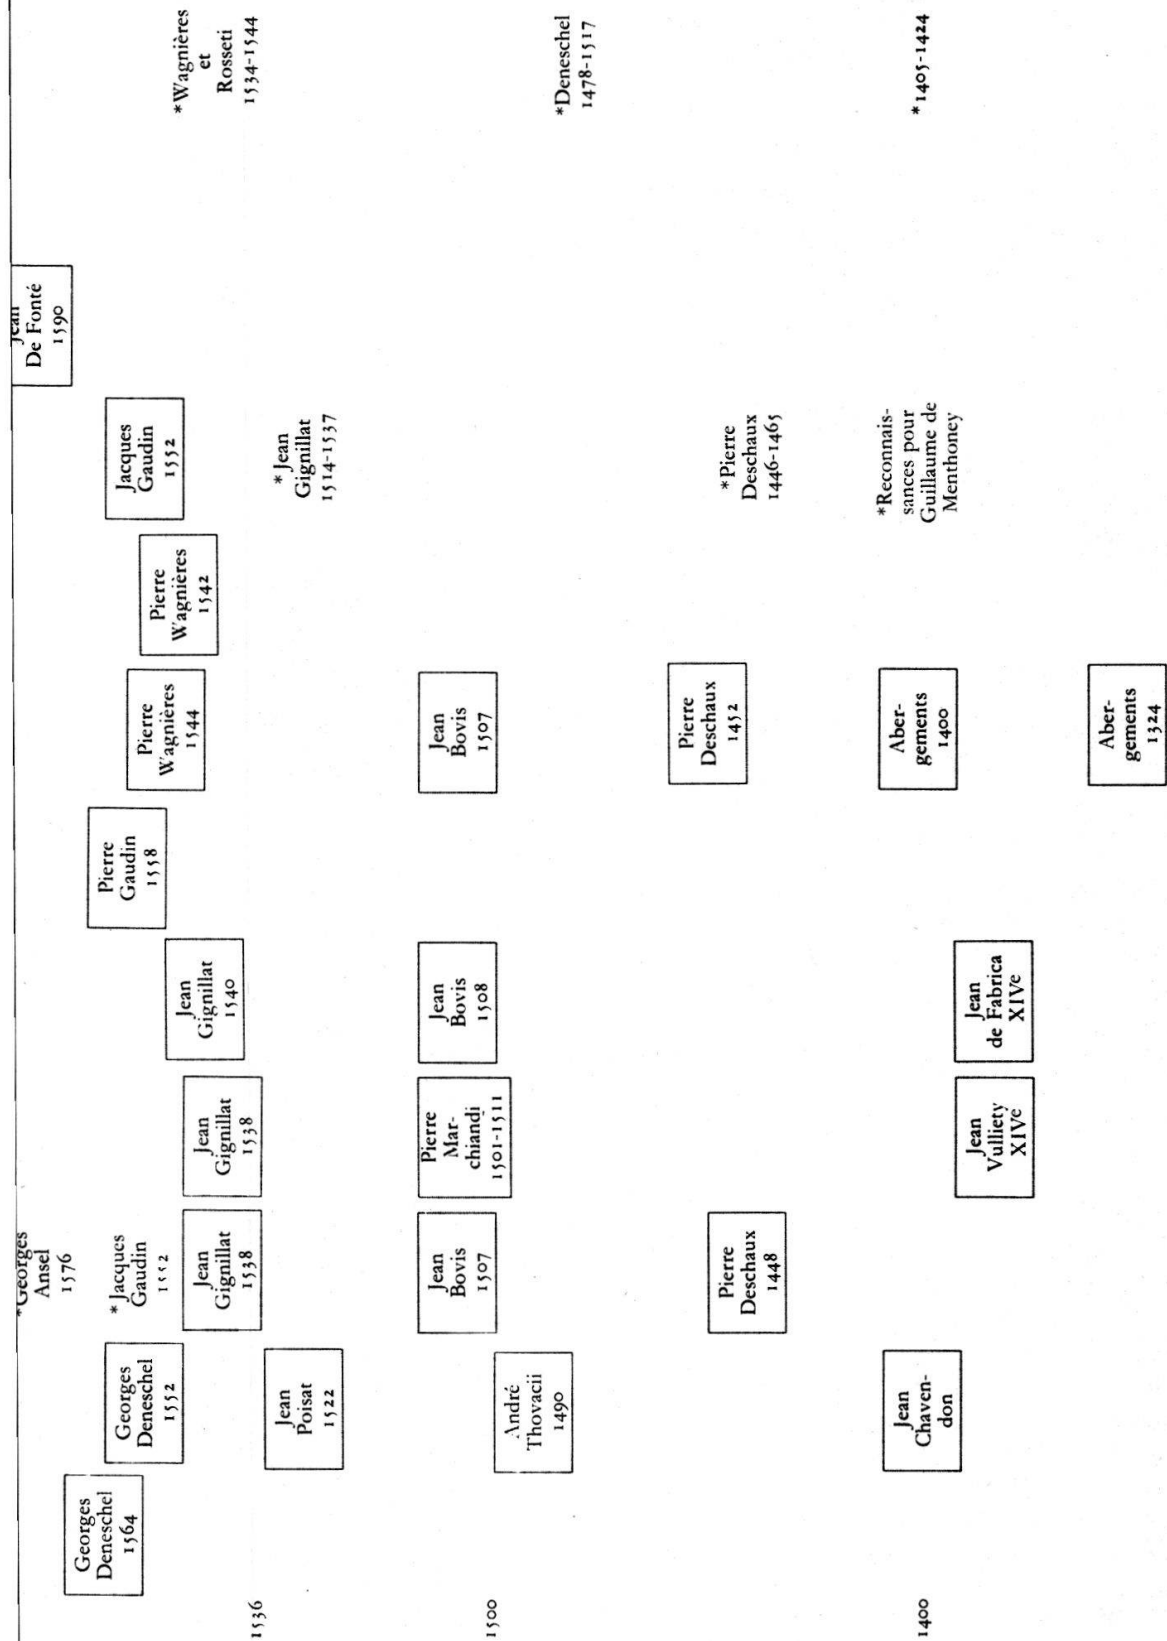 Georges
Deneschel
1564
Georges
Deneschel
1552
Jean
Poisat
1522
André
Thovacii
1490
Jean
Chaven-
don
*Georges
Ansel
1576
*Jacques
Gaudin
1552
Jean
Gignillat
1538
Jean
Bovis
1507
Pierre
Deschaux
1448
Jean
Gignillat
1538
Pierre
Mar-
chiandi
1501-1511
Jean
Vulliety
XIVe
Jean
Gignillat
1540
Jean
Bovis
1508
Jean
de Fabrica
XIVe
Pierre
Gaudin
1558
Pierre
Wagnières
1544
Jean
Bovis
1507
Pierre
Deschaux
1452
Aber-
gements
1400
Aber-
gements
1324
Pierre
Wagnières
1542
Jacques
Gaudin
1552
*Jean
Gignillat
1514-1537
*Pierre
Deschaux
1446-1465
*Reconnais-
sances pour
Guillaume de
Menthoney
Jean
De Fonté
1590
*Wagnières
et
Rosseti
1534-1544
*Deneschel
1478-1517
*1405-1424
1536
1500
1400